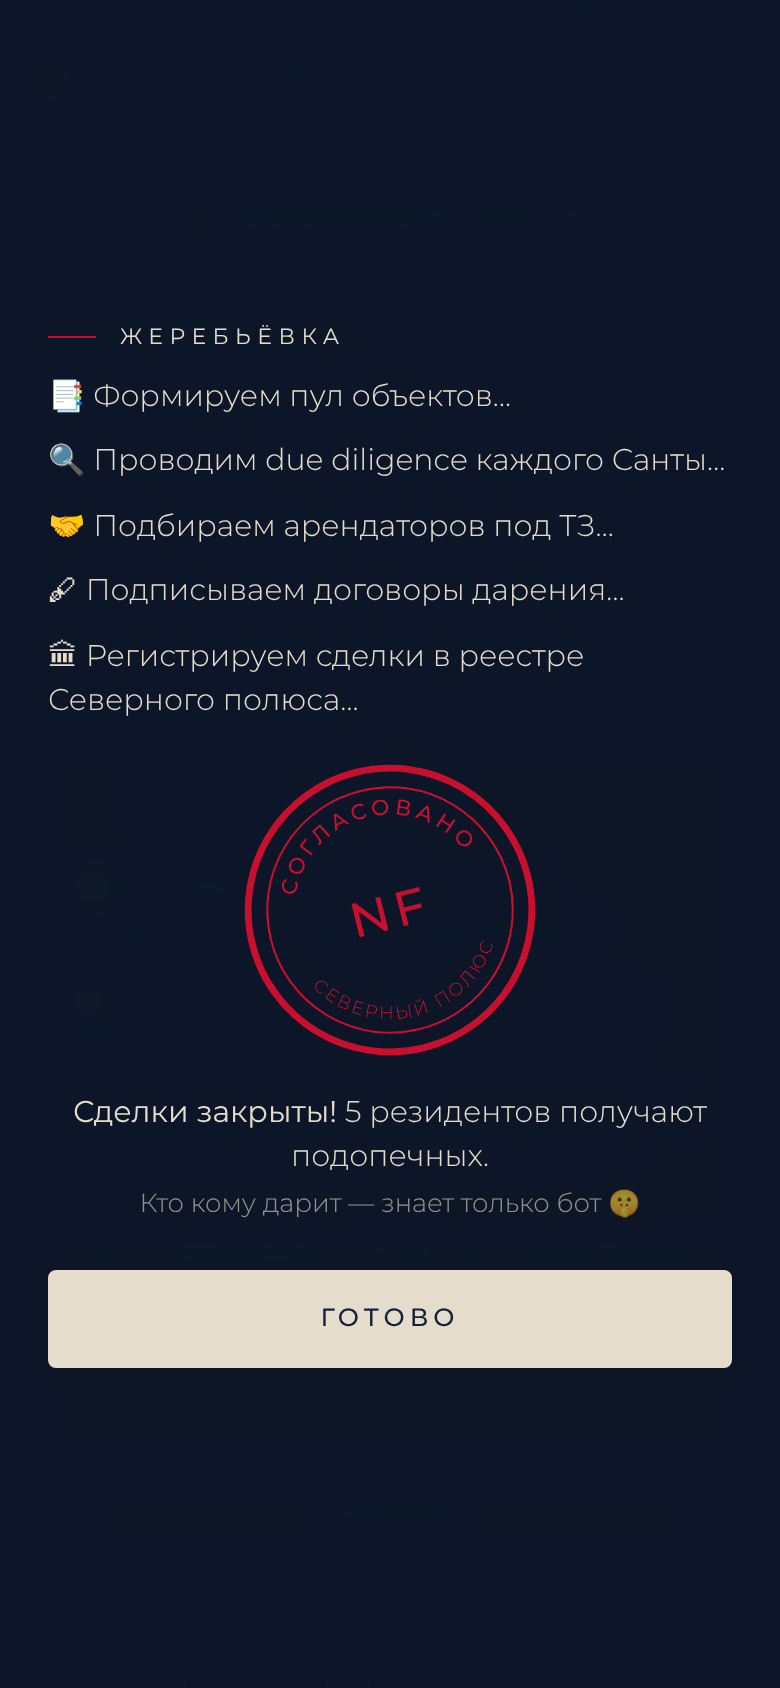 ЖЕРЕБЬЁВКА
📑 Формируем пул объектов...
🔍 Проводим due diligence каждого Санты...
🤝 Подбираем арендаторов под ТЗ...
🖋 Подписываем договоры дарения...
🏛 Регистрируем сделки в реестре
Северного полюса...
СОГЛАСОВАНО
NF
СЕВЕРНЫЙ ПОЛЮС
Сделки закрыты! 5 резидентов получают
подопечных.
Кто кому дарит — знает только бот 🤫
ГОТОВО